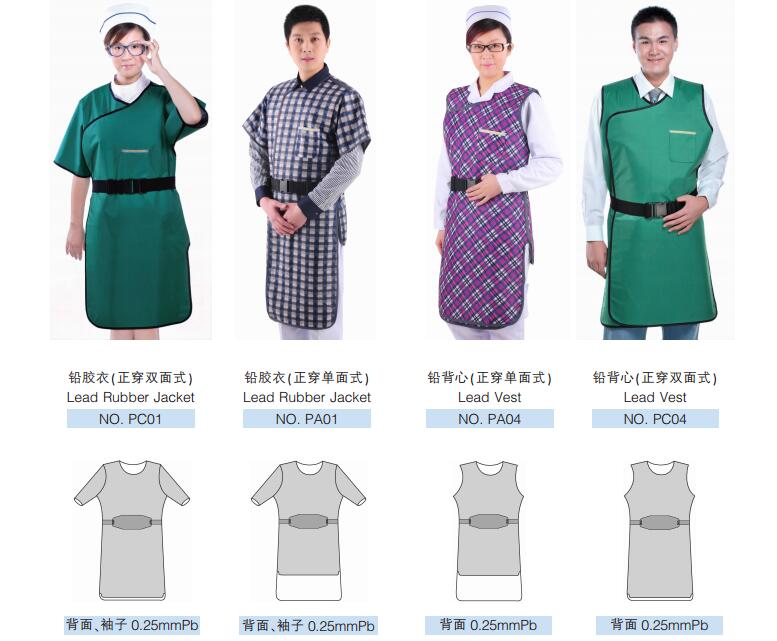 铅胶衣(正穿双面式)
Lead Rubber Jacket
NO. PC01
铅胶衣(正穿单面式)
Lead Rubber Jacket
NO. PA01
铅背心(正穿单面式)
Lead Vest
NO. PA04
铅背心(正穿双面式)
Lead Vest
NO. PC04
背面、袖子 0.25mmPb
背面、袖子 0.25mmPb
背面 0.25mmPb
背面 0.25mmPb